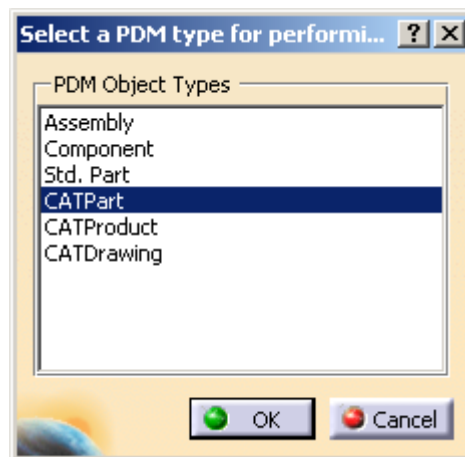 Select a PDM type for performi...
PDM Object Types
Assembly
Component
Std. Part
CATPart
CATProduct
CATDrawing
OK
Cancel